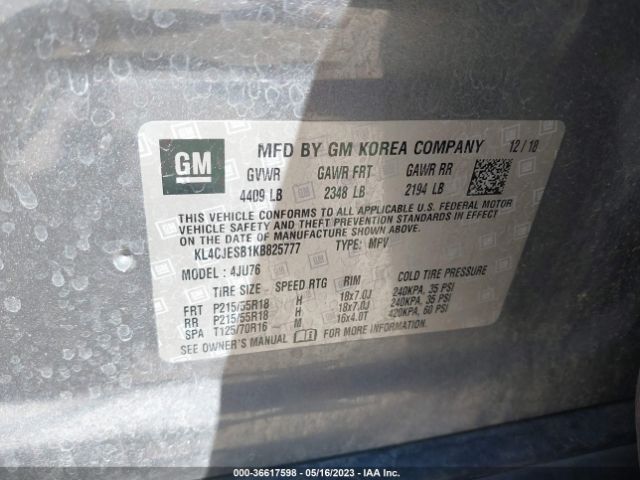 GM
MFD BY GM KOREA COMPANY 12/18
GVWR GAWR FRT GAWR RR
4409 LB 2348 LB 2194 LB
THIS VEHICLE CONFORMS TO ALL APPLICABLE U.S. FEDERAL MOTOR
VEHICLE SAFETY AND THEFT PREVENTION STANDARDS IN EFFECT
ON THE DATE OF MANUFACTURE SHOWN ABOVE.
KL4CJESB1KB825777 TYPE: MPV
MODEL: 4JU76
TIRE SIZE SPEED RTG RIM COLD TIRE PRESSURE
FRT P215/55R18 H 18x7.0J 240KPA, 35 PSI
RR P215/55R18 H 18x7.0J 240KPA, 35 PSI
SPA T125/70R16 M 16x4.0T 420KPA, 60 PSI
SEE OWNER'S MANUAL FOR MORE INFORMATION.
000-36617598 - 05/16/2023 - IAA Inc.